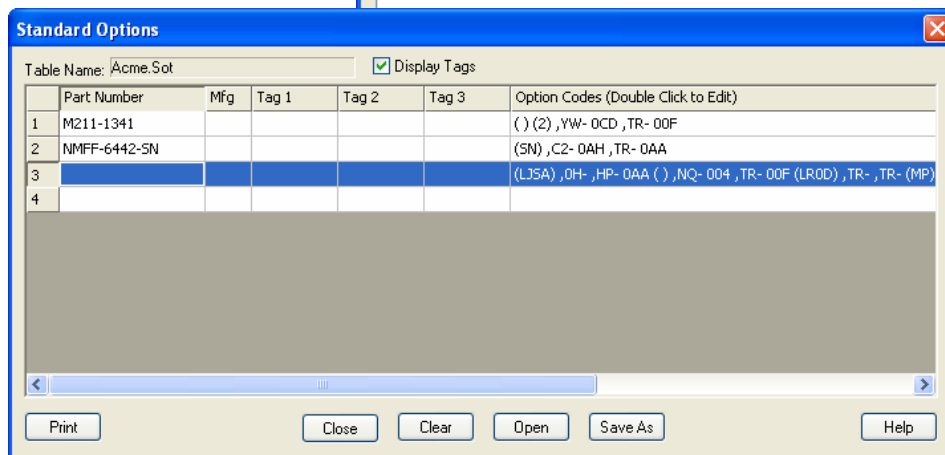 Standard Options
Table Name: Acme.Sot Display Tags
Part Number Mfg Tag 1 Tag 2 Tag 3 Option Codes (Double Click to Edit)
1 M211-1341 ( ) (2) ,YW- 0CD ,TR- 00F
2 NMFF-6442-SN (SN) ,C2- 0AH ,TR- 0AA
3 (LJSA) ,0H- ,HP- 0AA ( ) ,NQ- 004 ,TR- 00F (LR0D) ,TR- ,TR- (MP)
4
Print Close Clear Open Save As Help